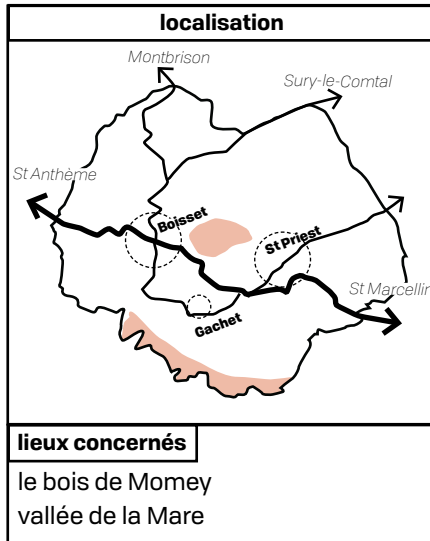 localisation
Montbrison
Sury-le-Comtal
St Anthème
Boisset
St Priest
St Marcellin
Gachet
lieux concernés
le bois de Momey
vallée de la Mare